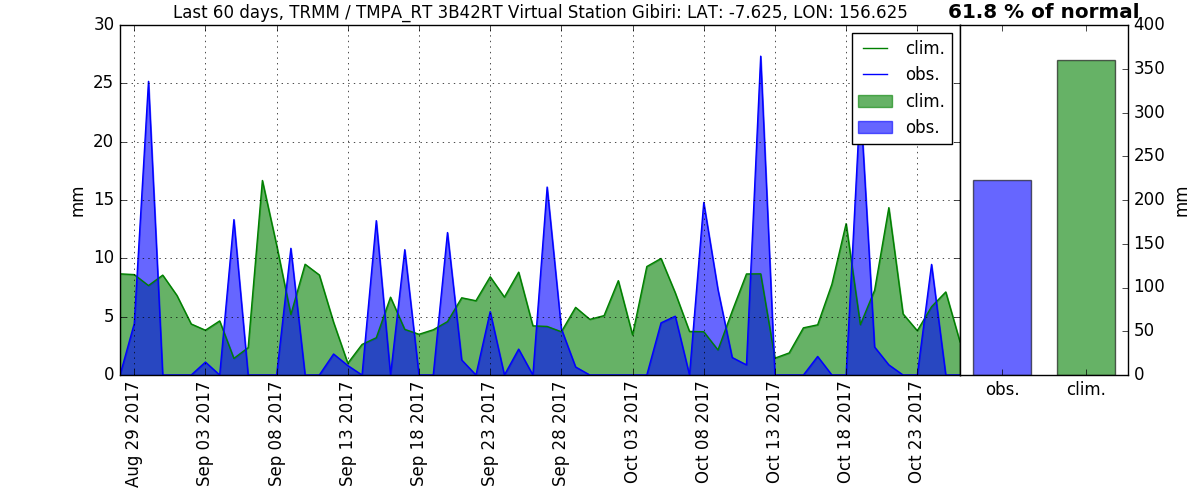 Last 60 days, TRMM / TMPA_RT 3B42RT Virtual Station Gibiri: LAT: -7.625, LON: 156.625
61.8 % of normal
mm
30
25
20
15
10
5
0
clim.
obs.
clim.
obs.
400
350
300
250
200
150
100
50
0
mm
Aug 29 2017
Sep 03 2017
Sep 08 2017
Sep 13 2017
Sep 18 2017
Sep 23 2017
Sep 28 2017
Oct 03 2017
Oct 08 2017
Oct 13 2017
Oct 18 2017
Oct 23 2017
obs.
clim.